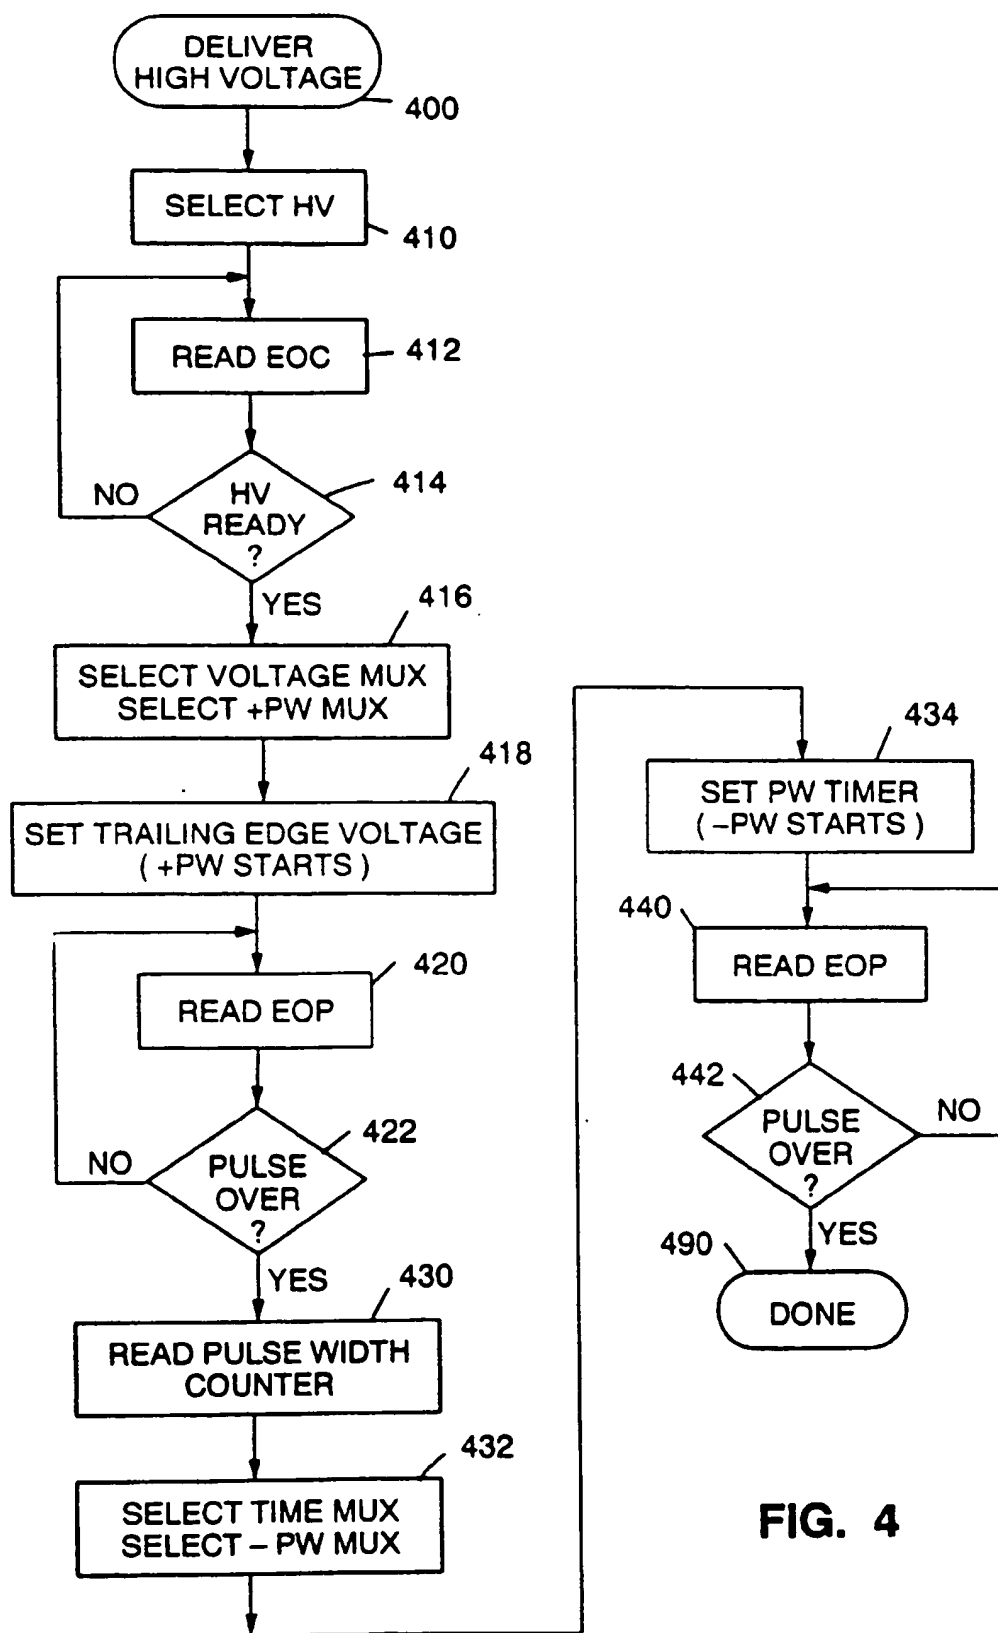 DELIVER
HIGH VOLTAGE
400
SELECT HV
410
READ EOC
412
HV
READY
?
414
NO
YES
416
SELECT VOLTAGE MUX
SELECT +PW MUX
418
SET TRAILING EDGE VOLTAGE
( +PW STARTS )
420
READ EOP
422
PULSE
OVER
?
NO
YES
430
READ PULSE WIDTH
COUNTER
432
SELECT TIME MUX
SELECT – PW MUX
434
SET PW TIMER
( –PW STARTS )
440
READ EOP
442
PULSE
OVER
?
NO
YES
490
DONE
FIG. 4